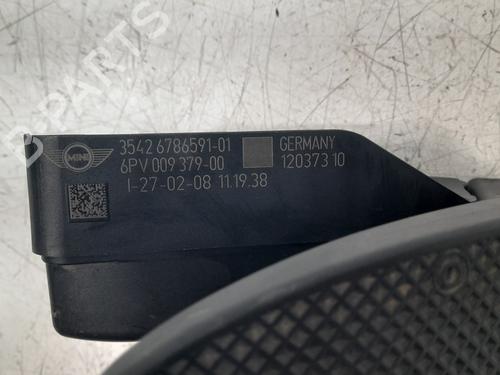 B-PARTS
MINI
3542 6786591-01
6PV 009 379-00
I-27-02-08 11.19.38
GERMANY
120373 10